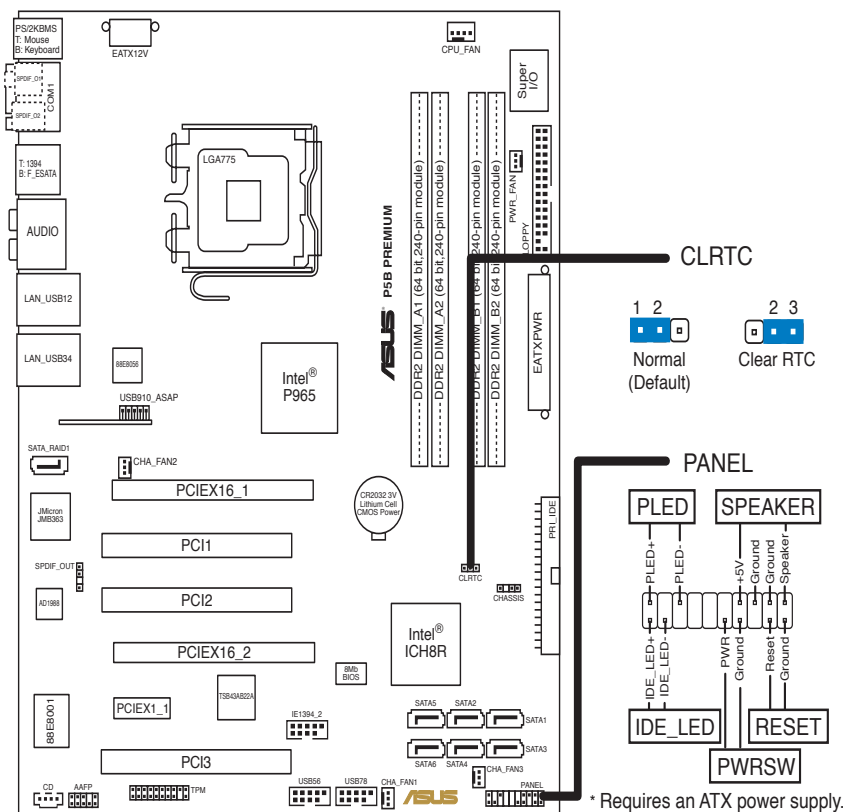 PS/2KBMS
T: Mouse
B: Keyboard
EATX12V
CPU_FAN
Super
I/O
SPDIF_O1
SPDIF_O2
COM1
LGA775
T: 1394
B: F_ESATA
AUDIO
LAN_USB12
LAN_USB34
88E8056
Intel®
P965
ASUS® P5B PREMIUM
DDR2 DIMM_A1 (64 bit,240-pin module)
DDR2 DIMM_A2 (64 bit,240-pin module)
DDR2 DIMM_B1 (64 bit,240-pin module)
DDR2 DIMM_B2 (64 bit,240-pin module)
PWR_FAN
LOPPY
EATXPWR
USB910_ASAP
SATA_RAID1
CHA_FAN2
PCIEX16_1
JMicron
JMB363
CR2032 3V
Lithium Cell
CMOS Power
PRI_IDE
PCI1
SPDIF_OUT
CLRTC
CHASSIS
AD1988
PCI2
Intel®
ICH8R
PCIEX16_2
8Mb
BIOS
TSB43AB22A
PCIEX1_1
88E8001
IE1394_2
SATA5
SATA2
SATA1
SATA6
SATA4
SATA3
PCI3
CHA_FAN3
CD
AAFP
TPM
USB56
USB78
CHA_FAN1
ASUS
PANEL
CLRTC
1 2
2 3
Normal
(Default)
Clear RTC
PANEL
PLED
SPEAKER
PLED+
PLED-
+5V
Ground
Ground
Speaker
IDE_LED+
IDE_LED-
PWR
Ground
Reset
Ground
IDE_LED
RESET
PWRSW
* Requires an ATX power supply.